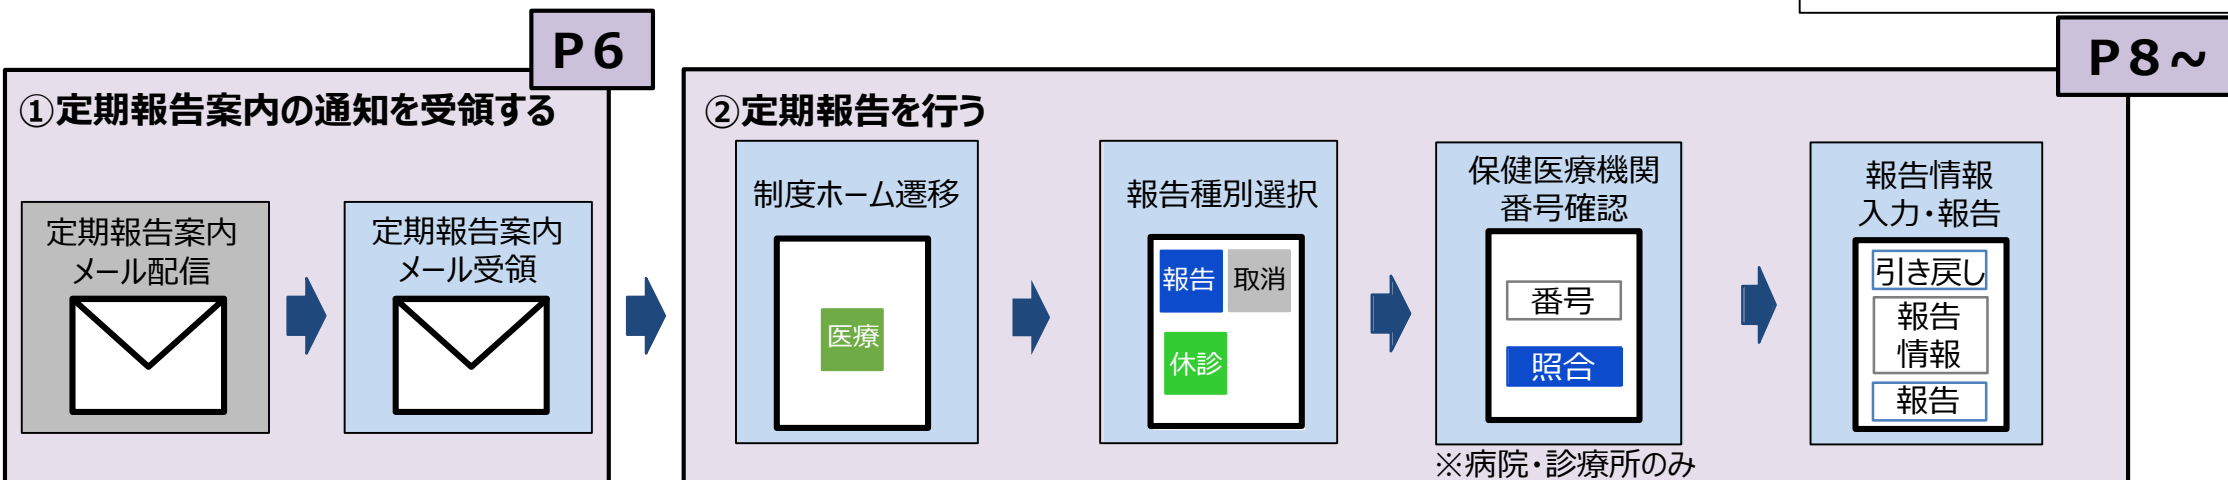 P6
①定期報告案内の通知を受領する
定期報告案内
メール配信
定期報告案内
メール受領
P8~
②定期報告を行う
制度ホーム遷移
医療
報告種別選択
報告
取消
休診
保健医療機関
番号確認
番号
照合
※病院・診療所のみ
報告情報
入力・報告
引き戻し
報告
情報
報告